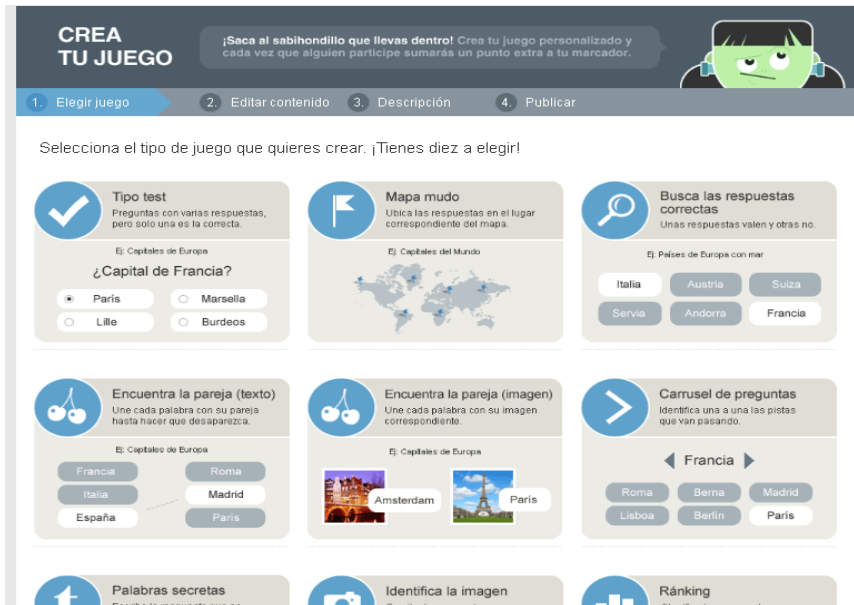 CREA
TU JUEGO
¡Saca al sabihondillo que llevas dentro! Crea tu juego personalizado y
cada vez que alguien participe sumarás un punto extra a tu marcador.
1. Elegir juego
2. Editar contenido
3. Descripción
4. Publicar
Selecciona el tipo de juego que quieres crear. ¡Tienes diez a elegir!
Tipo test
Preguntas con varias respuestas,
pero solo una es la correcta.
Ej: Capitales de Europa
¿Capital de Francia?
París
Marsella
Lille
Burdeos
Mapa mudo
Ubica las respuestas en el lugar
correspondiente del mapa.
Ej: Capitales del Mundo
Busca las respuestas
correctas
Unas respuestas valen y otras no.
Ej: Países de Europa con mar
Italia
Austria
Suiza
Servia
Andorra
Francia
Encuentra la pareja (texto)
Une cada palabra con su pareja
hasta hacer que desaparezca.
Ej: Capitales de Europa
Francia
Roma
Italia
Madrid
España
París
Encuentra la pareja (imagen)
Une cada palabra con su imagen
correspondiente.
Ej: Capitales de Europa
Amsterdam
París
Carrusel de preguntas
Identifica una a una las pistas
que van pasando.
Francia
Roma
Berna
Madrid
Lisboa
Berlin
París
Palabras secretas
Identifica la imagen
Ránking